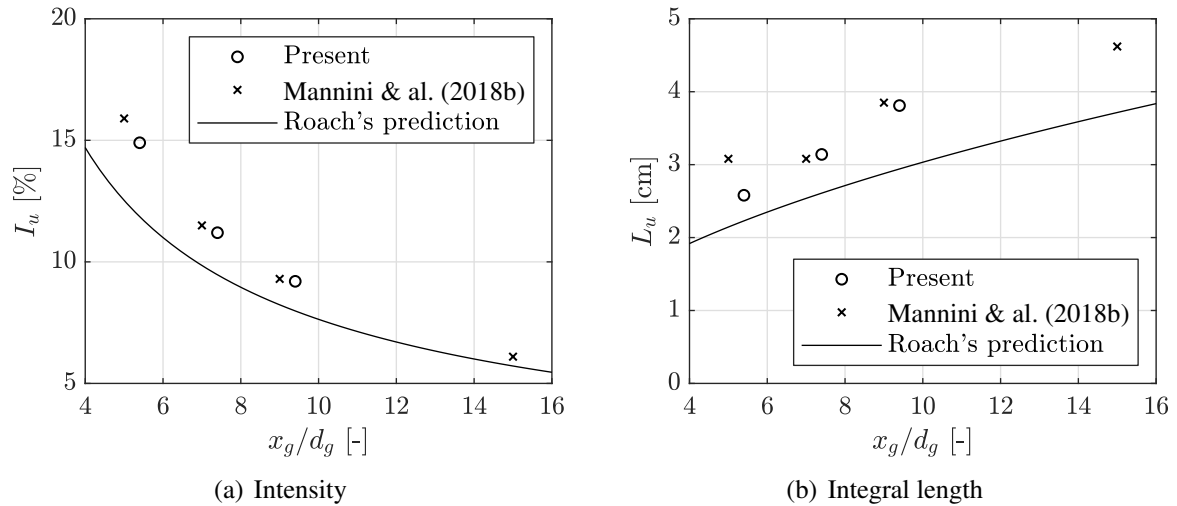 20
15
10
5
I_u [%]
Present
Mannini & al. (2018b)
Roach's prediction
4 6 8 10 12 14 16
x_g/d_g [-]
(a) Intensity
5
4
3
2
1
0
L_u [cm]
Present
Mannini & al. (2018b)
Roach's prediction
4 6 8 10 12 14 16
x_g/d_g [-]
(b) Integral length